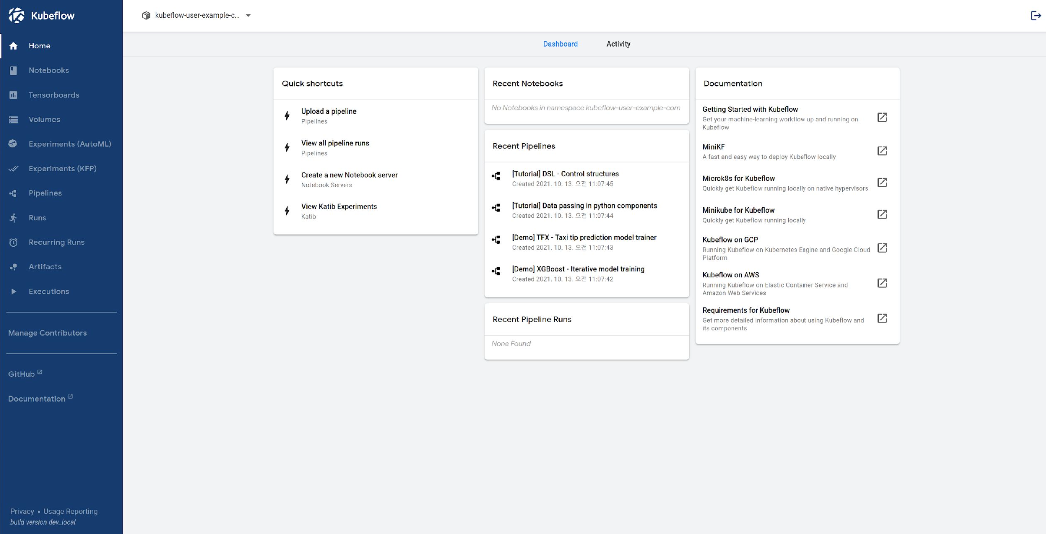 Kubeflow
Home
Notebooks
Tensorboards
Volumes
Experiments (AutoML)
Experiments (KFP)
Pipelines
Runs
Recurring Runs
Artifacts
Executions
Manage Contributors
GitHub
Documentation
Privacy • Usage Reporting
build version dev_local
kubeflow-user-example-c...
Dashboard Activity
Quick shortcuts
Upload a pipeline
Pipelines
View all pipeline runs
Pipelines
Create a new Notebook server
Notebook Servers
View Katib Experiments
Katib
Recent Notebooks
No Notebooks in namespace kubeflow-user-example-com
Recent Pipelines
[Tutorial] DSL - Control structures
Created 2021. 10. 13. 오전 11:07:45
[Tutorial] Data passing in python components
Created 2021. 10. 13. 오전 11:07:44
[Demo] TFX - Taxi tip prediction model trainer
Created 2021. 10. 13. 오전 11:07:43
[Demo] XGBoost - Iterative model training
Created 2021. 10. 13. 오전 11:07:42
Recent Pipeline Runs
None Found
Documentation
Getting Started with Kubeflow
Get your machine-learning workflow up and running on
Kubeflow
MiniKF
A fast and easy way to deploy Kubeflow locally
Microk8s for Kubeflow
Quickly get Kubeflow running locally on native hypervisors
Minikube for Kubeflow
Quickly get Kubeflow running locally
Kubeflow on GCP
Running Kubeflow on Kubernetes Engine and Google Cloud
Platform
Kubeflow on AWS
Running Kubeflow on Elastic Container Service and
Amazon Web Services
Requirements for Kubeflow
Get more detailed information about using Kubeflow and
its components